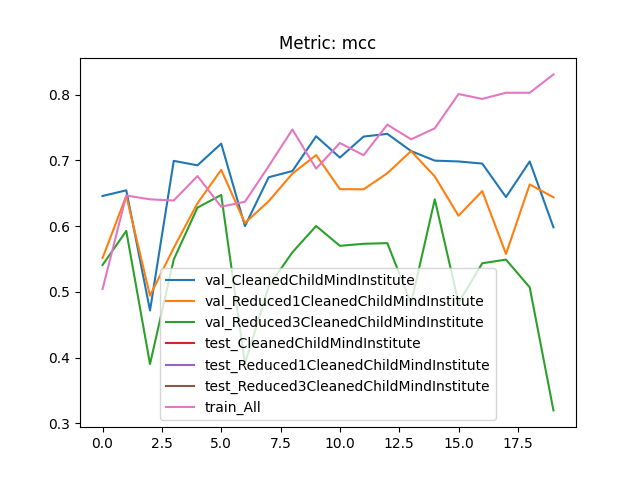 Metric: mcc
0.8
0.7
0.6
0.5
0.4
0.3
val_CleanedChildMindInstitute
val_Reduced1CleanedChildMindInstitute
val_Reduced3CleanedChildMindInstitute
test_CleanedChildMindInstitute
test_Reduced1CleanedChildMindInstitute
test_Reduced3CleanedChildMindInstitute
train_All
0.0 2.5 5.0 7.5 10.0 12.5 15.0 17.5